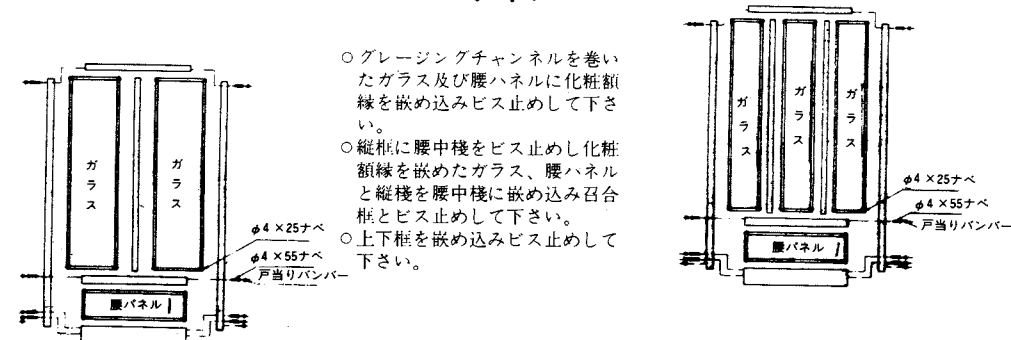 ガラス
ガラス
φ4×25ナベ
φ4×55ナベ
戸当りバンパー
腰パネル
○グレージングチャンネルを巻い
たガラス及び腰パネルに化粧額
縁を嵌め込みビス止めして下さ
い。
○縦框に腰中棧をビス止めし化粧
額縁を嵌めたガラス、腰パネル
と縦棧を腰中棧に嵌め込み召合
框とビス止めして下さい。
○上下框を嵌め込みビス止めして
下さい。
ガラス
ガラス
ガラス
φ4×25ナベ
φ4×55ナベ
戸当りバンパー
腰パネル